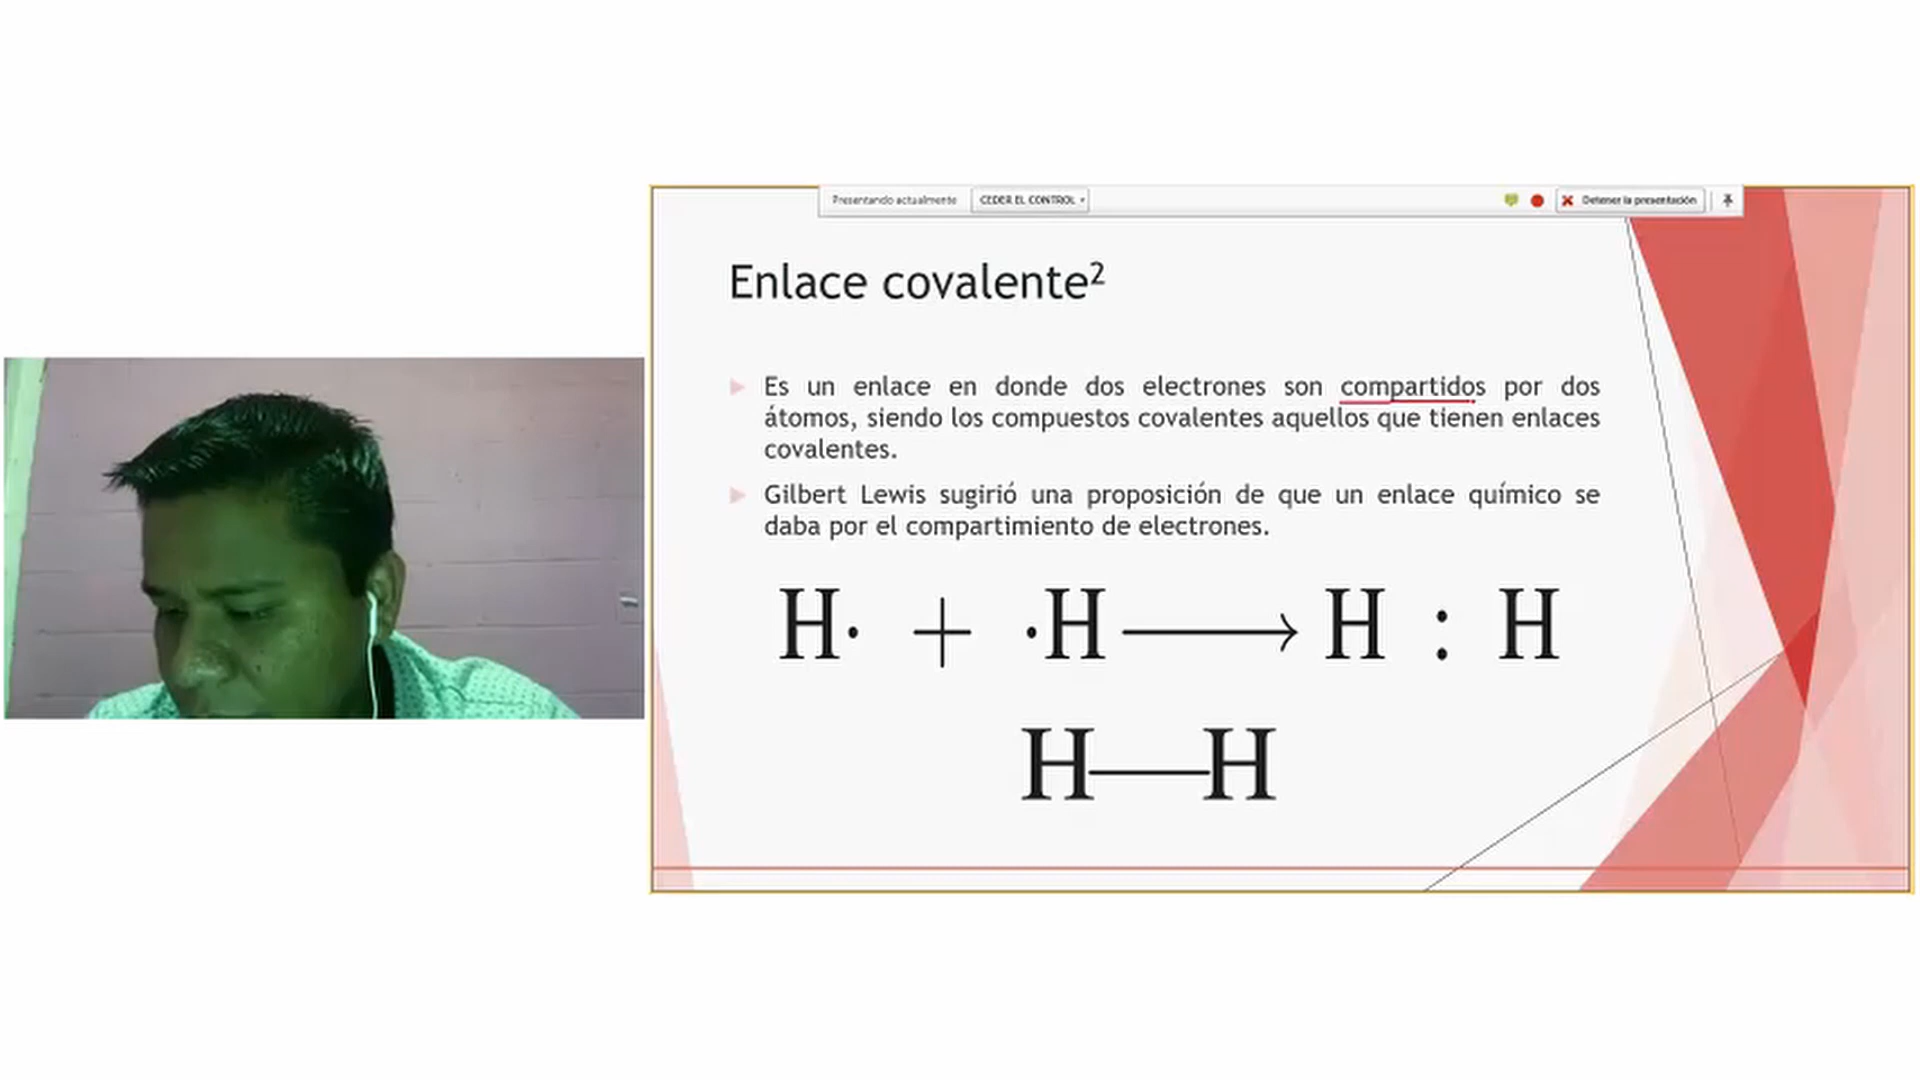 Presentando actualmente CEDER EL CONTROL Detener la presentación
Enlace covalente²
Es un enlace en donde dos electrones son compartidos por dos
átomos, siendo los compuestos covalentes aquellos que tienen enlaces
covalentes.
Gilbert Lewis sugirió una proposición de que un enlace químico se
daba por el compartimiento de electrones.
H· + ·H ⟶ H : H
H—H